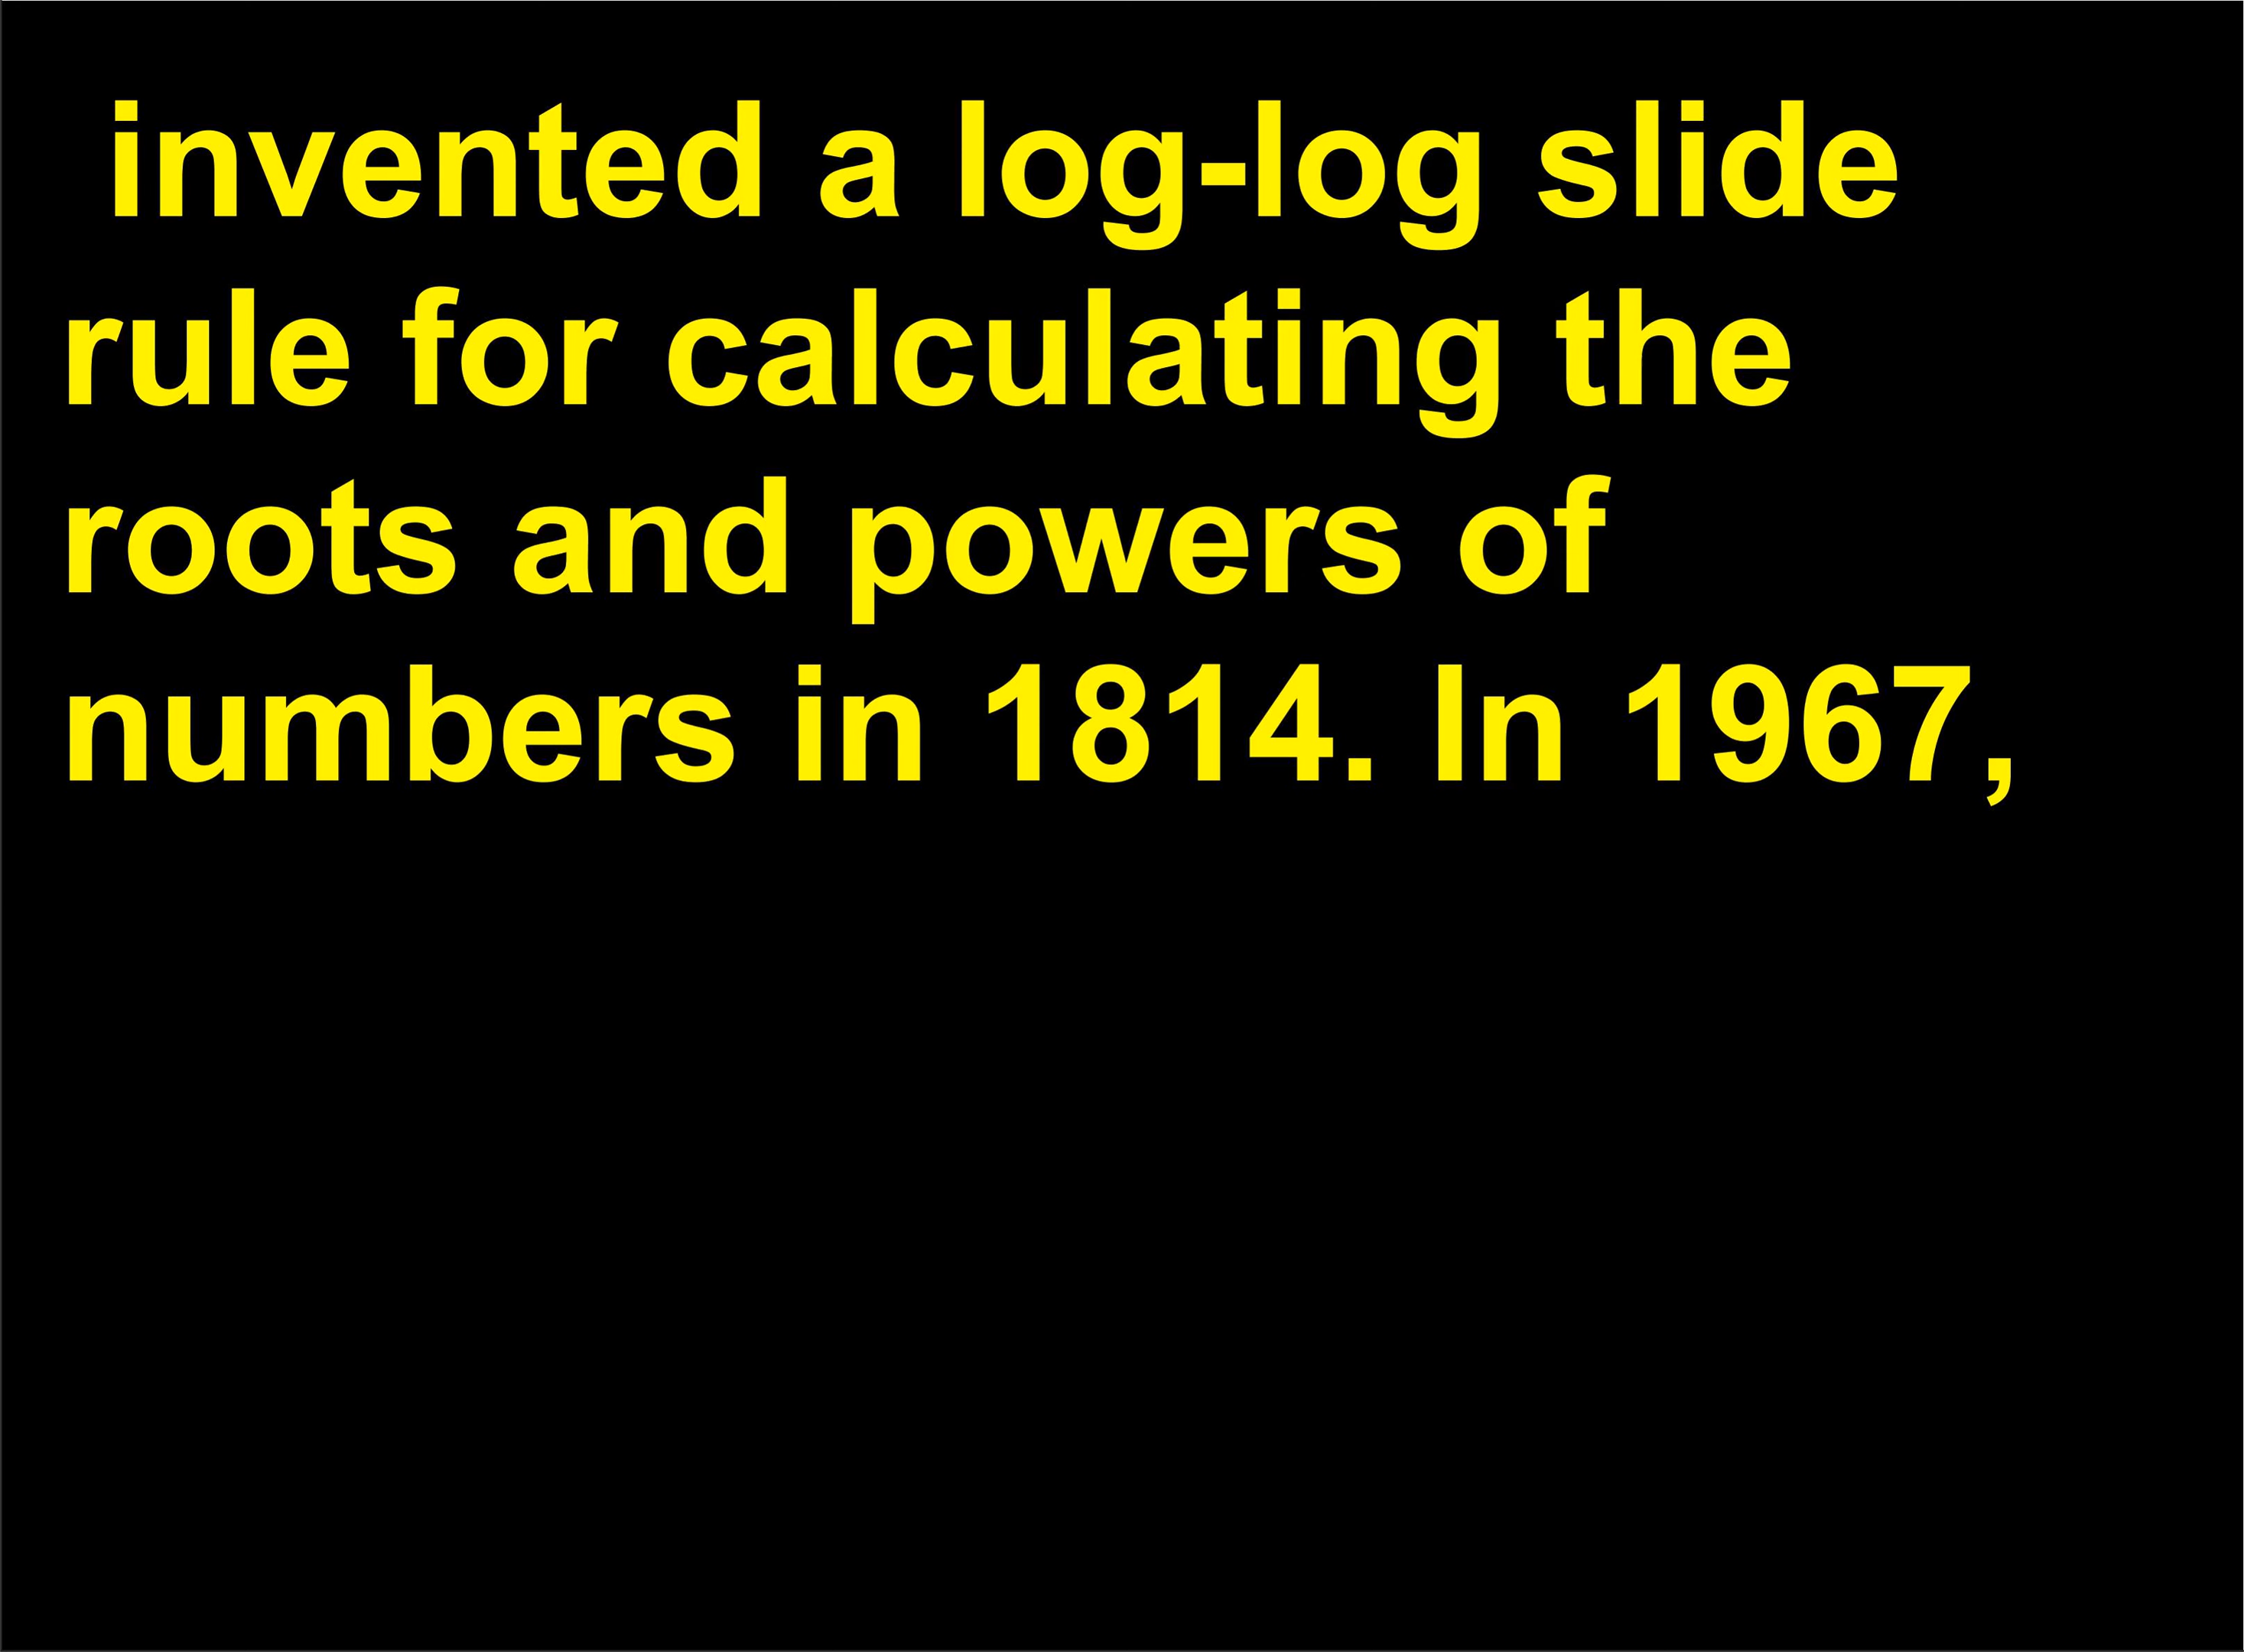 invented a log-log slide
rule for calculating the
roots and powers of
numbers in 1814. In 1967,